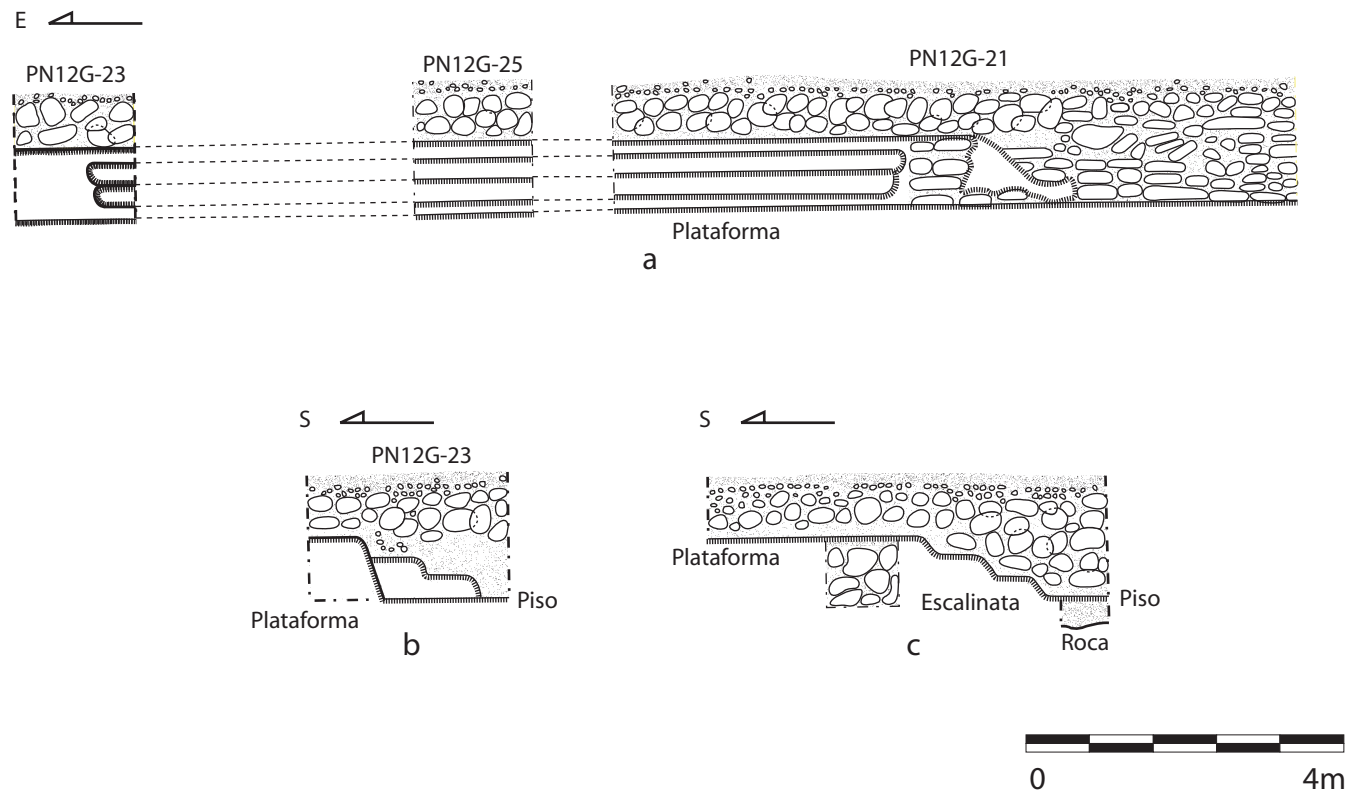 E
PN12G-23
PN12G-25
PN12G-21
Plataforma
a
S
PN12G-23
Plataforma
Piso
b
S
Plataforma
Escalinata
Piso
Roca
c
0
4m